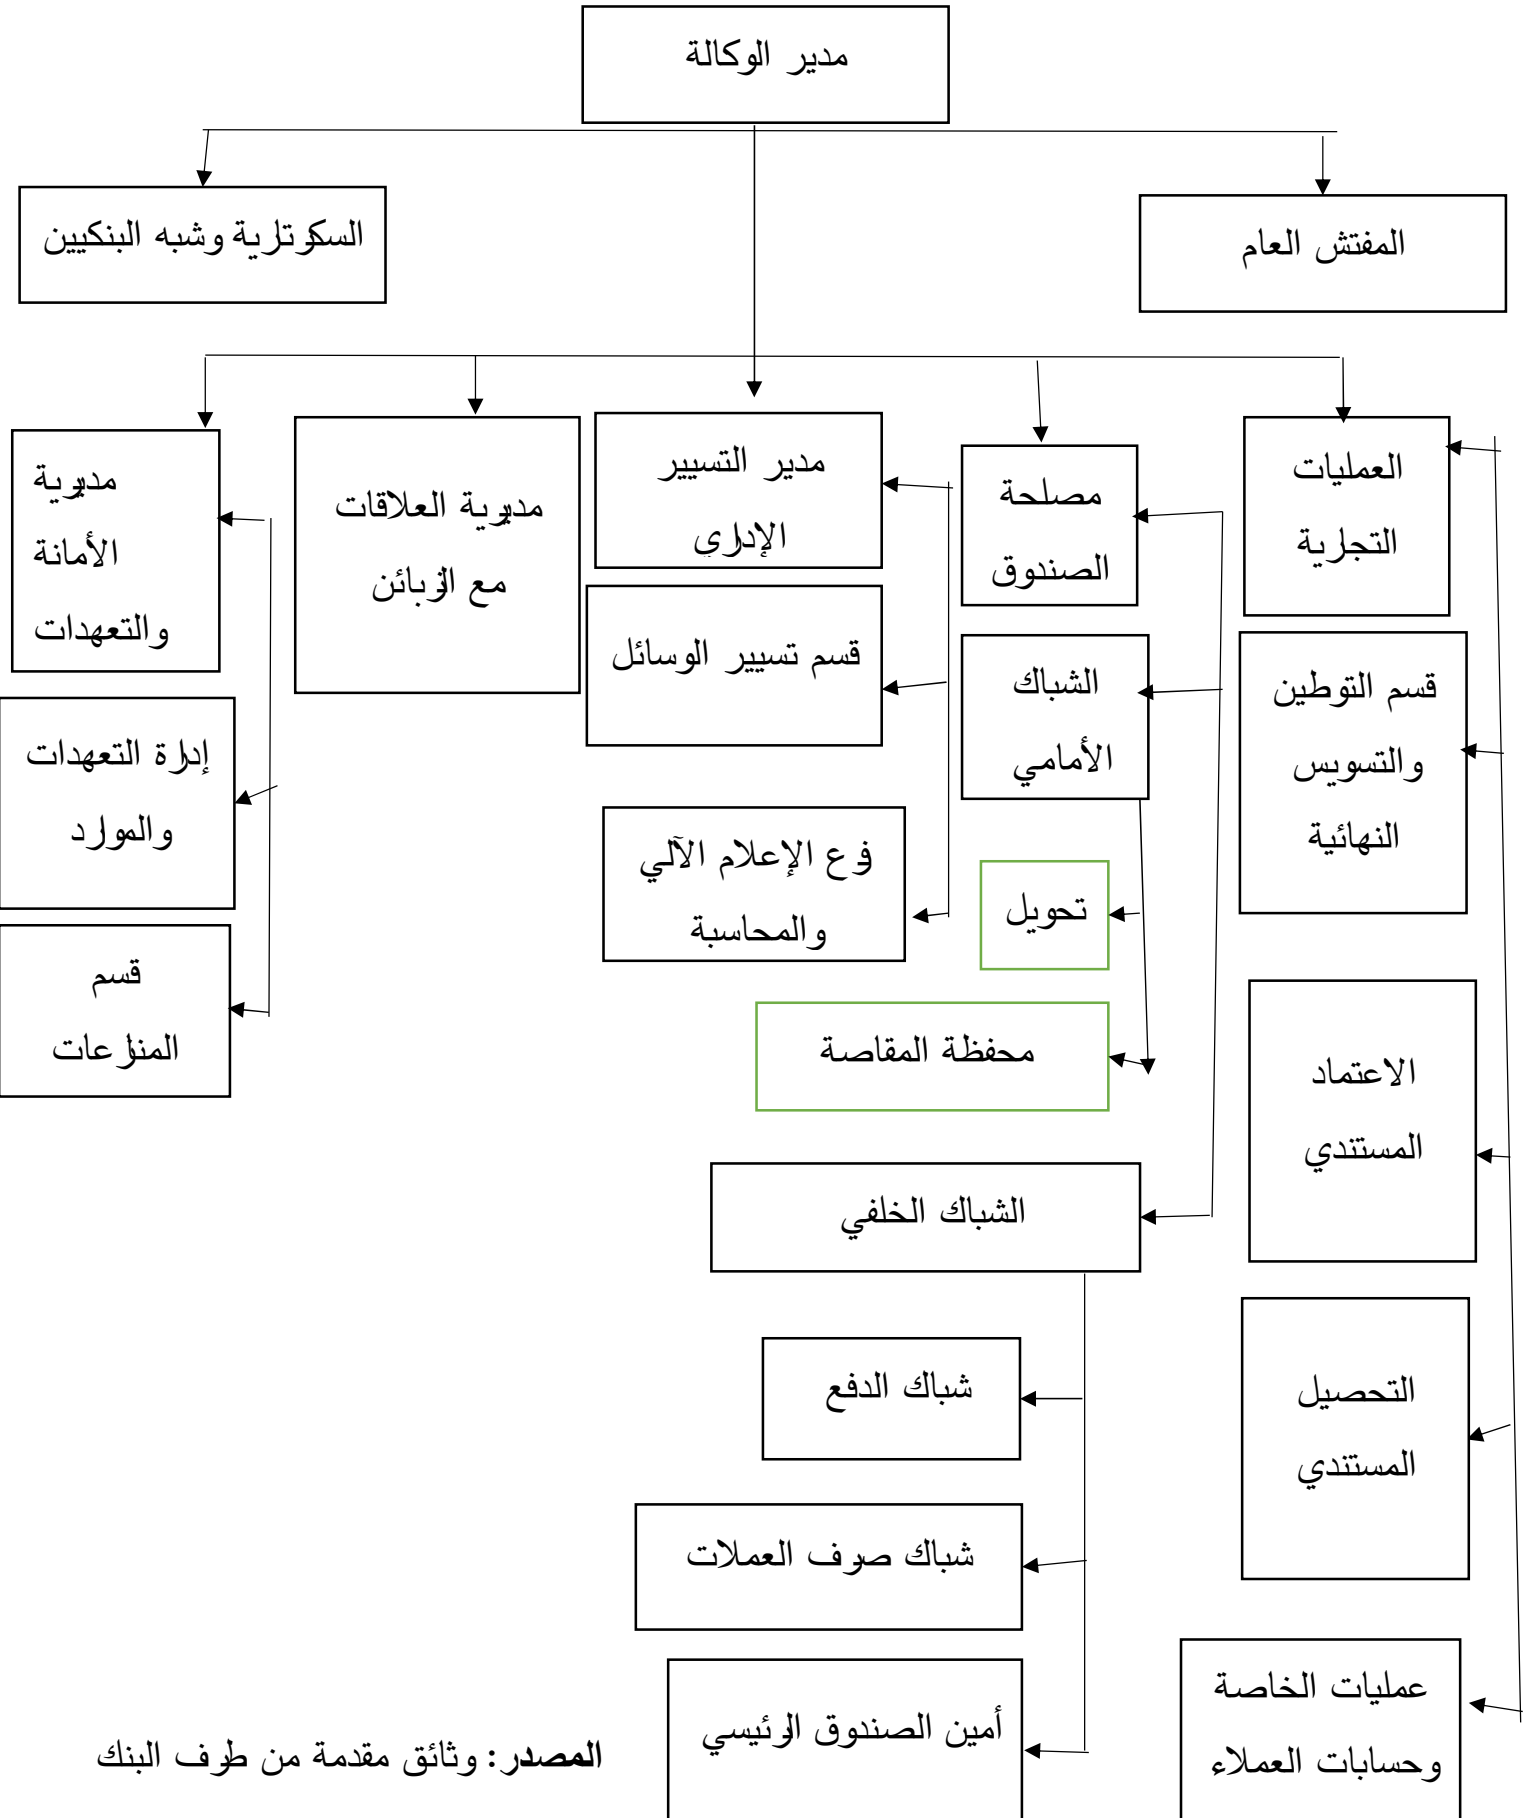 مدير الوكالة
المفتش العام
السكرتارية وشبه البنكيين
العمليات
التجارية
مصلحة
الصندوق
مدير التسيير
الإداري
مديرية العلاقات
مع الزبائن
مديرية
الأمانة
والتعهدات
قسم التوطين
والتسويس
النهائية
الشباك
الأمامي
قسم تسيير الوسائل
إدارة التعهدات
والموارد
تحويل
فرع الإعلام الآلي
والمحاسبة
قسم
المنازعات
محفظة المقاصة
الاعتماد
المستندي
الشباك الخلفي
التحصيل
المستندي
شباك الدفع
شباك صرف العملات
عمليات الخاصة
وحسابات العملاء
أمين الصندوق الرئيسي
المصدر: وثائق مقدمة من طرف البنك